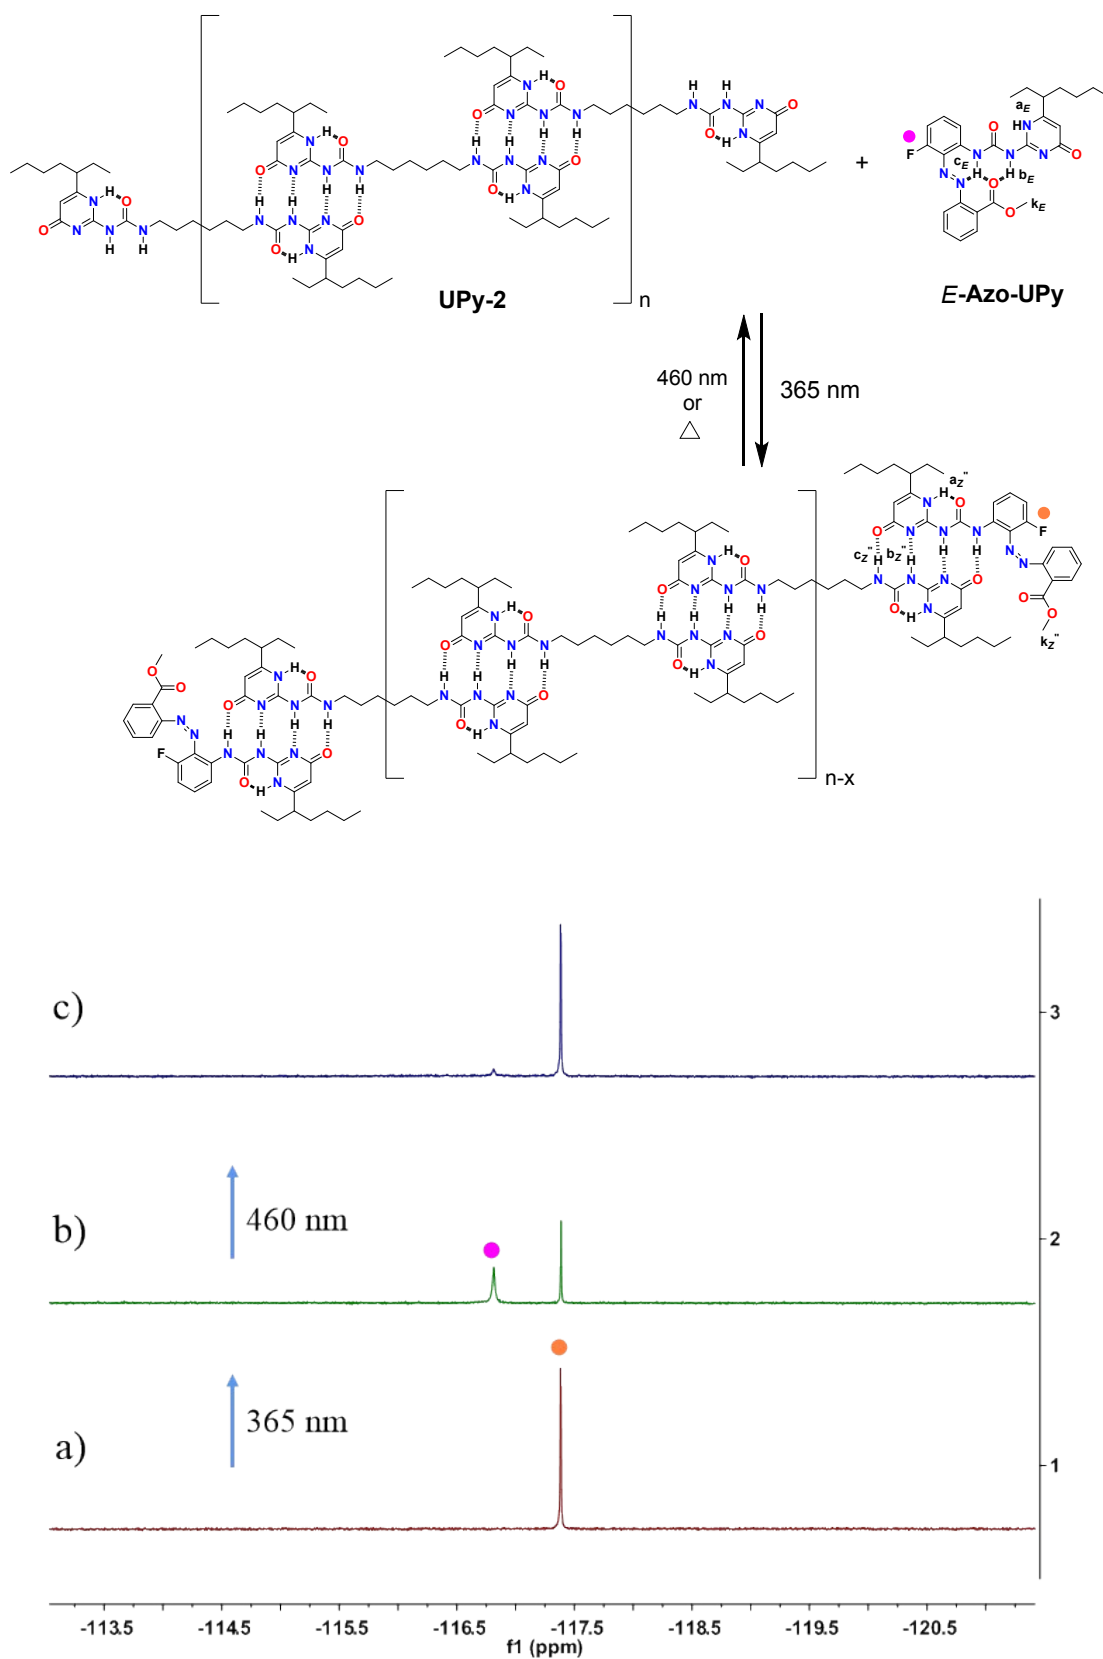 n
+
a_E
F
c_E
b_E
k_E
UPy-2
E-Azo-UPy
460 nm
or
△
365 nm
a_Z"
F
c_Z" b_Z"
k_Z"
F
n-x
c)
3
460 nm
b)
2
365 nm
a)
1
-113.5 -114.5 -115.5 -116.5 -117.5 -118.5 -119.5 -120.5
f1 (ppm)